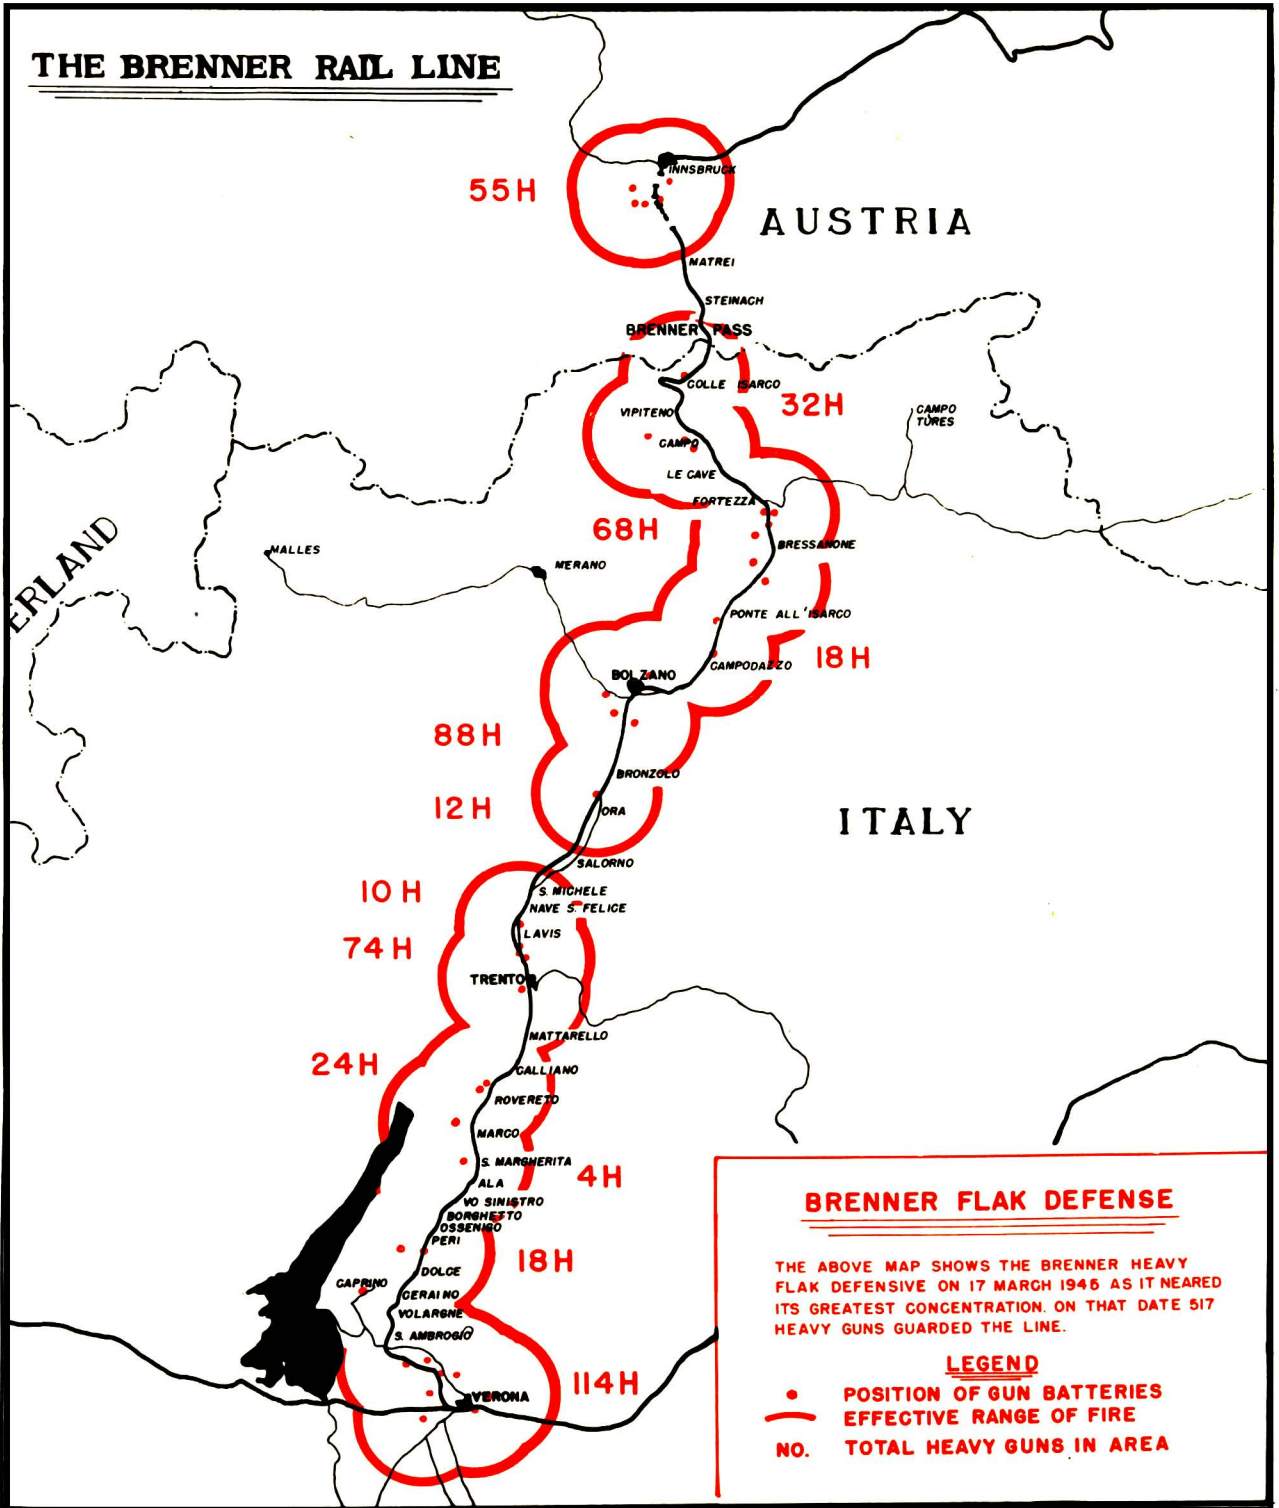 THE BRENNER RAIL LINE
INNSBRUCK
55H
AUSTRIA
MATREI
STEINACH
BRENNER PASS
COLLE ISARCO
32H
VIPITENO
CAMPO TURES
CAMPO
LE CAVE
FORTEZZA
68H
ERLAND
MALLES
BRESSANONE
MERANO
PONTE ALL'ISARCO
18H
CAMPODAZZO
BOLZANO
88H
BRONZOLO
12H
ORA
ITALY
SALORNO
10H
S. MICHELE
NAVE S. FELICE
LAVIS
74H
TRENTO
MATTARELLO
24H
CALLIANO
ROVERETO
MARCO
S. MARGHERITA
4H
ALA
VO SINISTRO
BORGHETTO
OSSENIGO
PERI
18H
DOLCE
CAPRINO
CERAINO
VOLARGNE
S. AMBROGIO
114H
VERONA
BRENNER FLAK DEFENSE
THE ABOVE MAP SHOWS THE BRENNER HEAVY
FLAK DEFENSIVE ON 17 MARCH 1945 AS IT NEARED
ITS GREATEST CONCENTRATION. ON THAT DATE 517
HEAVY GUNS GUARDED THE LINE.
LEGEND
POSITION OF GUN BATTERIES
EFFECTIVE RANGE OF FIRE
NO. TOTAL HEAVY GUNS IN AREA